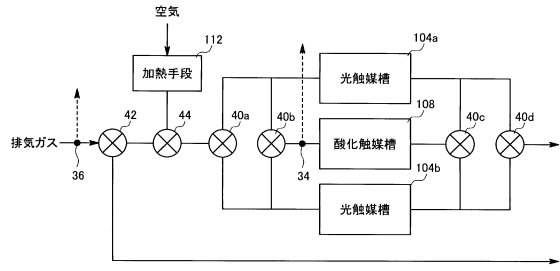 空気
112
加熱手段
104a
光触媒槽
排気ガス
42
44
40a
40b
108
酸化触媒槽
40c
40d
36
34
104b
光触媒槽